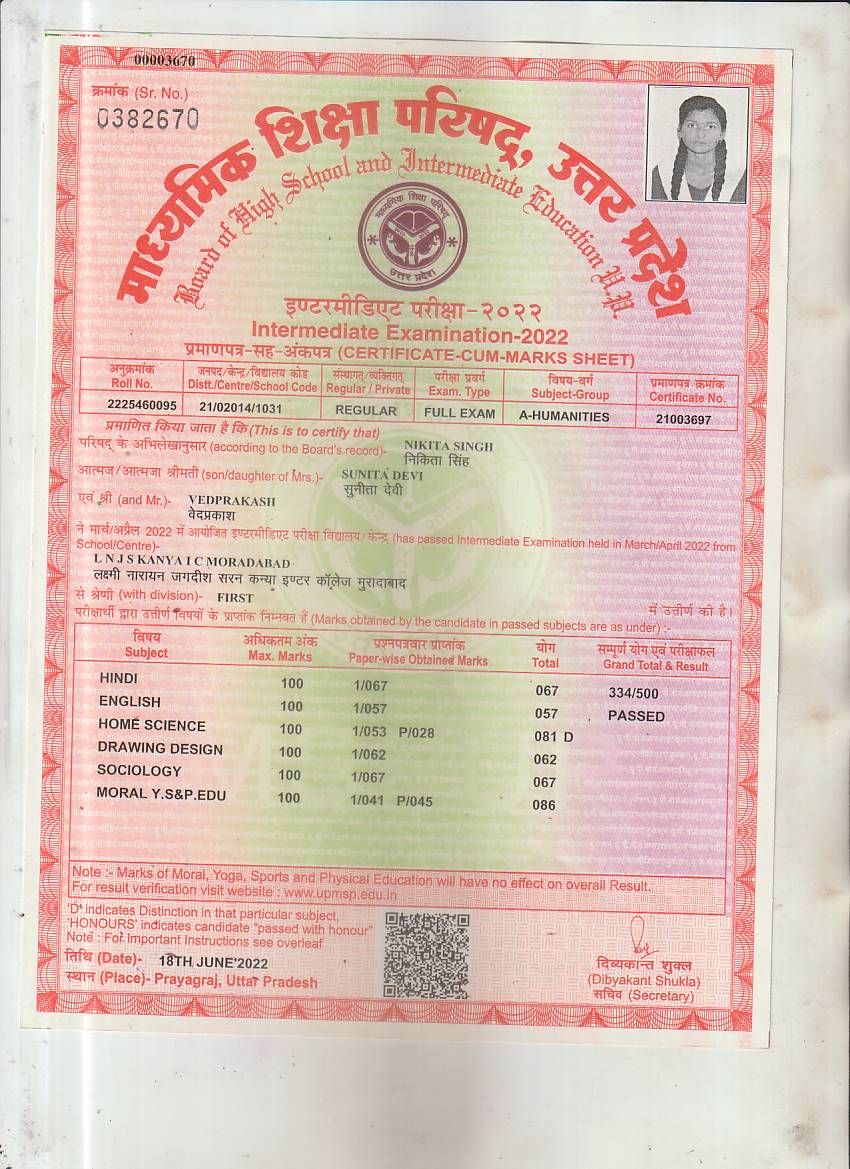 00003670
क्रमांक (Sr. No.)
0382670
माध्यमिक शिक्षा परिषद्, उत्तर प्रदेश
Board of High School and Intermediate Education U.P.
माध्यमिक शिक्षा परिषद्
उत्तर प्रदेश
इण्टरमीडिएट परीक्षा-२०२२
Intermediate Examination-2022
प्रमाणपत्र-सह-अंकपत्र (CERTIFICATE-CUM-MARKS SHEET)
अनुक्रमांक जनपद/केन्द्र/विद्यालय कोड संस्थागत/व्यक्तिगत परीक्षा प्रवर्ग विषय-वर्ग प्रमाणपत्र क्रमांक
Roll No. Distt./Centre/School Code Regular / Private Exam. Type Subject-Group Certificate No.
2225460095 21/02014/1031 REGULAR FULL EXAM A-HUMANITIES 21003697
प्रमाणित किया जाता है कि (This is to certify that)
परिषद् के अभिलेखानुसार (according to the Board's record)- NIKITA SINGH
निकिता सिंह
आत्मज/आत्मजा श्रीमती (son/daughter of Mrs.)- SUNITA DEVI
सुनीता देवी
एवं श्री (and Mr.)- VEDPRAKASH
वेदप्रकाश
ने मार्च/अप्रैल 2022 में आयोजित इण्टरमीडिएट परीक्षा विद्यालय/केन्द्र (has passed Intermediate Examination held in March/April 2022 from
School/Centre)-
L N J S KANYA I C MORADABAD
लक्ष्मी नारायन जगदीश सरन कन्या इण्टर कॉलेज मुरादाबाद
से श्रेणी (with division)- FIRST में उत्तीर्ण की है।
परीक्षार्थी द्वारा उत्तीर्ण विषयों के प्राप्तांक निम्नवत हैं (Marks obtained by the candidate in passed subjects are as under) :-
विषय अधिकतम अंक प्रश्नपत्रवार प्राप्तांक योग सम्पूर्ण योग एवं परीक्षाफल
Subject Max. Marks Paper-wise Obtained Marks Total Grand Total & Result
HINDI 100 1/067 067 334/500
ENGLISH 100 1/057 057 PASSED
HOME SCIENCE 100 1/053 P/028 081 D
DRAWING DESIGN 100 1/062 062
SOCIOLOGY 100 1/067 067
MORAL Y.S&P.EDU 100 1/041 P/045 086
Note :- Marks of Moral, Yoga, Sports and Physical Education will have no effect on overall Result.
For result verification visit website : www.upmsp.edu.in
'D' indicates Distinction in that particular subject,
'HONOURS' indicates candidate "passed with honour"
Note : For Important Instructions see overleaf
तिथि (Date)- 18TH JUNE'2022
स्थान (Place)- Prayagraj, Uttar Pradesh
दिव्यकान्त शुक्ल
(Dibyakant Shukla)
सचिव (Secretary)